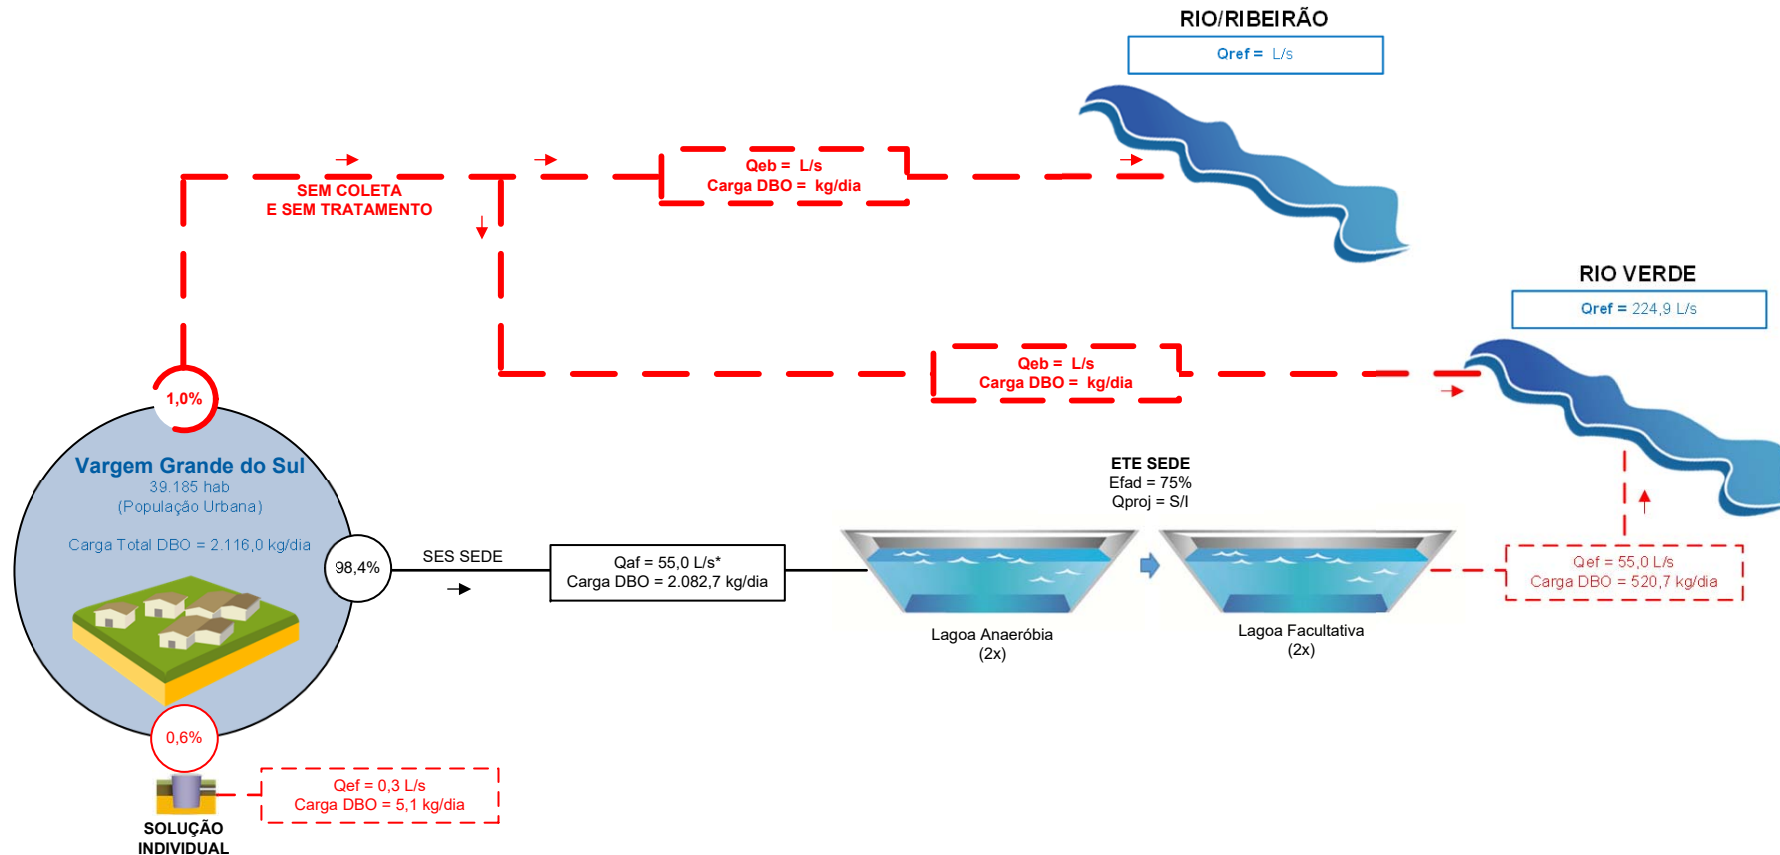 RIO/RIBEIRÃO
Qref = L/s
Qeb = L/s
Carga DBO = kg/dia
SEM COLETA
E SEM TRATAMENTO
RIO VERDE
Qref = 224,9 L/s
Qeb = L/s
Carga DBO = kg/dia
1,0%
Vargem Grande do Sul
39.185 hab
(População Urbana)
Carga Total DBO = 2.116,0 kg/dia
98,4%
SES SEDE
Qaf = 55,0 L/s*
Carga DBO = 2.082,7 kg/dia
ETE SEDE
Efad = 75%
Qproj = S/I
Lagoa Anaeróbia
(2x)
Lagoa Facultativa
(2x)
Qef = 55,0 L/s
Carga DBO = 520,7 kg/dia
0,6%
Qef = 0,3 L/s
Carga DBO = 5,1 kg/dia
SOLUÇÃO
INDIVIDUAL